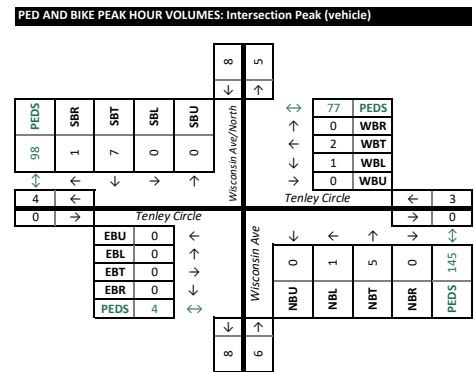 PED AND BIKE PEAK HOUR VOLUMES: Intersection Peak (vehicle)
8 5
↓ ↑
Wisconsin Ave/North
PEDS SBR SBT SBL SBU
98 1 7 0 0
↕ ← ↓ → ↑
↔ 77 PEDS
↑ 0 WBR
← 2 WBT
↓ 1 WBL
→ 0 WBU
4 ← Tenley Circle ← 3
0 → Tenley Circle → 0
EBU 0 ←
EBL 0 ↑
EBT 0 →
EBR 0 ↓
PEDS 4 ↔
Wisconsin Ave
↓ ← ↑ → ↕
0 1 5 0 145
NBU NBL NBT NBR PEDS
↓ ↑
8 6